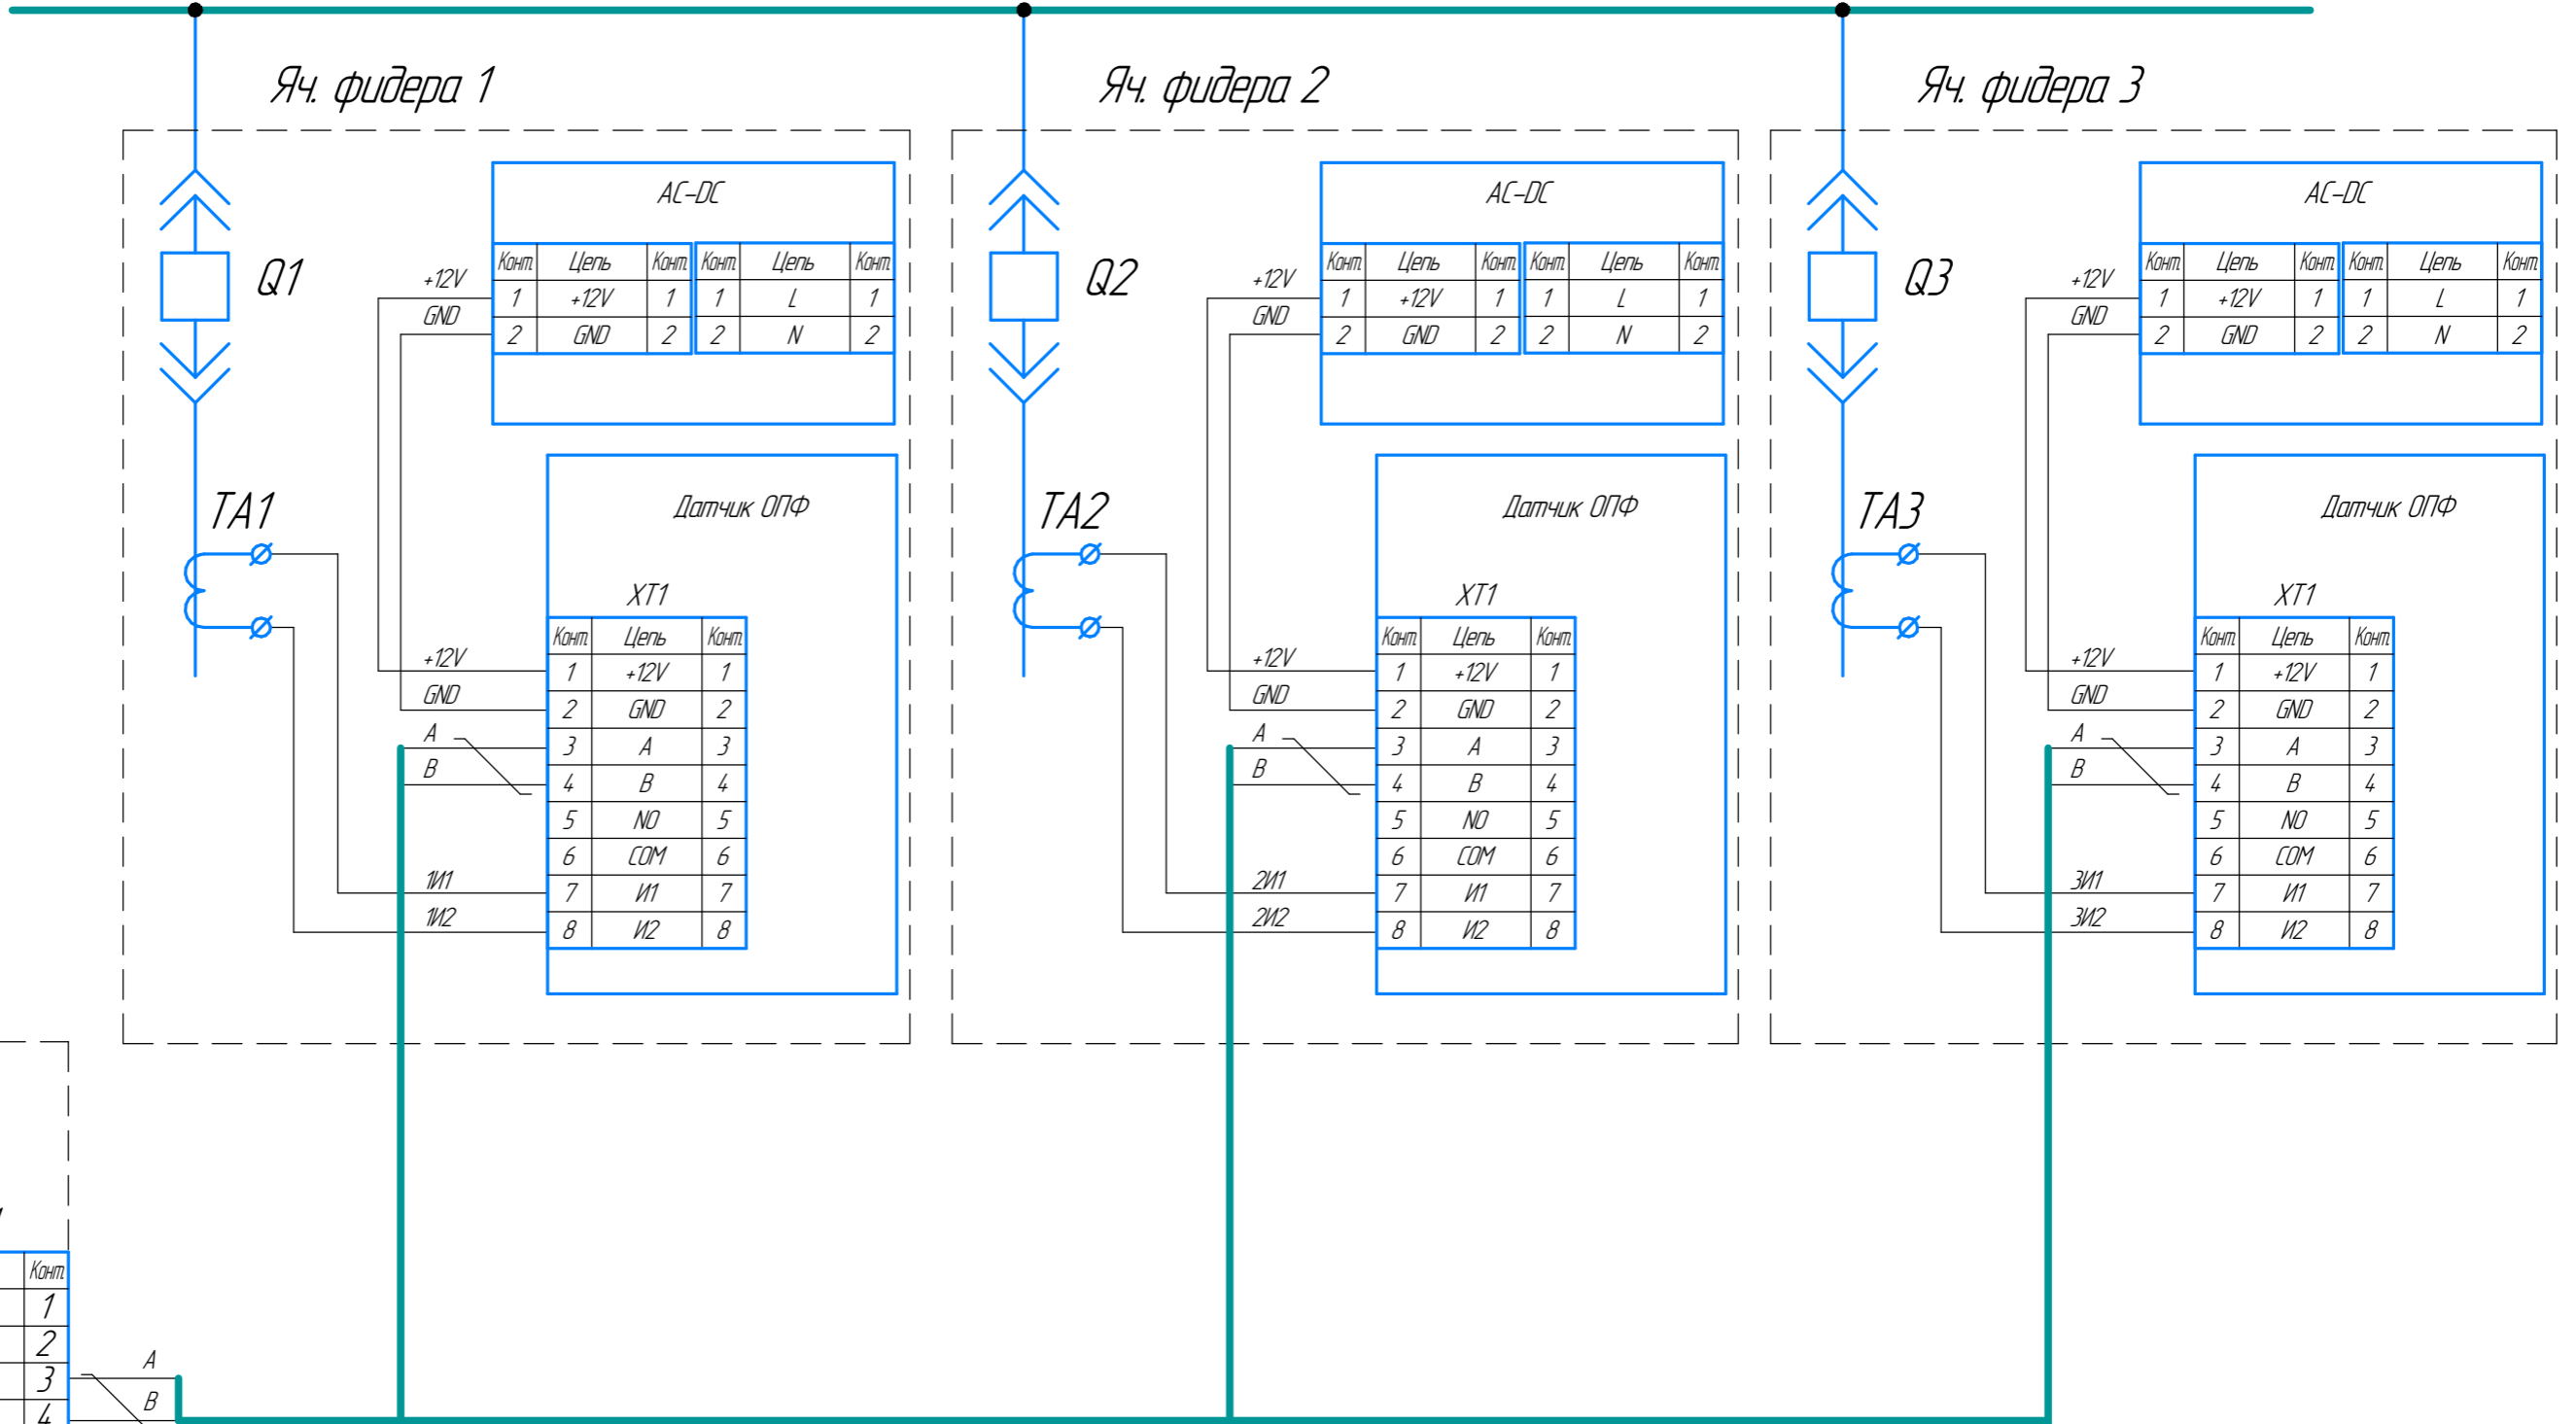 Яч. фидера 1
Яч. фидера 2
Яч. фидера 3
AC-DC
Конт. Цепь Конт. Конт. Цепь Конт.
1 +12V 1 1 L 1
2 GND 2 2 N 2
+12V
GND
Q1
AC-DC
Конт. Цепь Конт. Конт. Цепь Конт.
1 +12V 1 1 L 1
2 GND 2 2 N 2
+12V
GND
Q2
AC-DC
Конт. Цепь Конт. Конт. Цепь Конт.
1 +12V 1 1 L 1
2 GND 2 2 N 2
+12V
GND
Q3
TA1
Датчик ОПФ
XT1
Конт. Цепь Конт.
+12V 1 +12V 1
GND 2 GND 2
A 3 A 3
B 4 B 4
5 NO 5
6 COM 6
1И1 7 И1 7
1И2 8 И2 8
TA2
Датчик ОПФ
XT1
Конт. Цепь Конт.
+12V 1 +12V 1
GND 2 GND 2
A 3 A 3
B 4 B 4
5 NO 5
6 COM 6
2И1 7 И1 7
2И2 8 И2 8
TA3
Датчик ОПФ
XT1
Конт. Цепь Конт.
+12V 1 +12V 1
GND 2 GND 2
A 3 A 3
B 4 B 4
5 NO 5
6 COM 6
3И1 7 И1 7
3И2 8 И2 8
Конт.
1
2
3 A
4 B